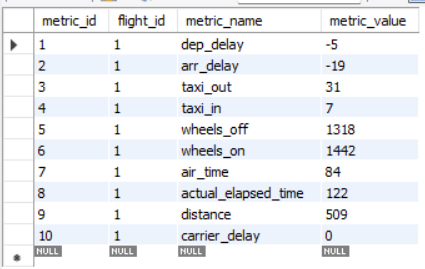 metric_id flight_id metric_name metric_value
1 1 dep_delay -5
2 1 arr_delay -19
3 1 taxi_out 31
4 1 taxi_in 7
5 1 wheels_off 1318
6 1 wheels_on 1442
7 1 air_time 84
8 1 actual_elapsed_time 122
9 1 distance 509
10 1 carrier_delay 0
NULL NULL NULL NULL